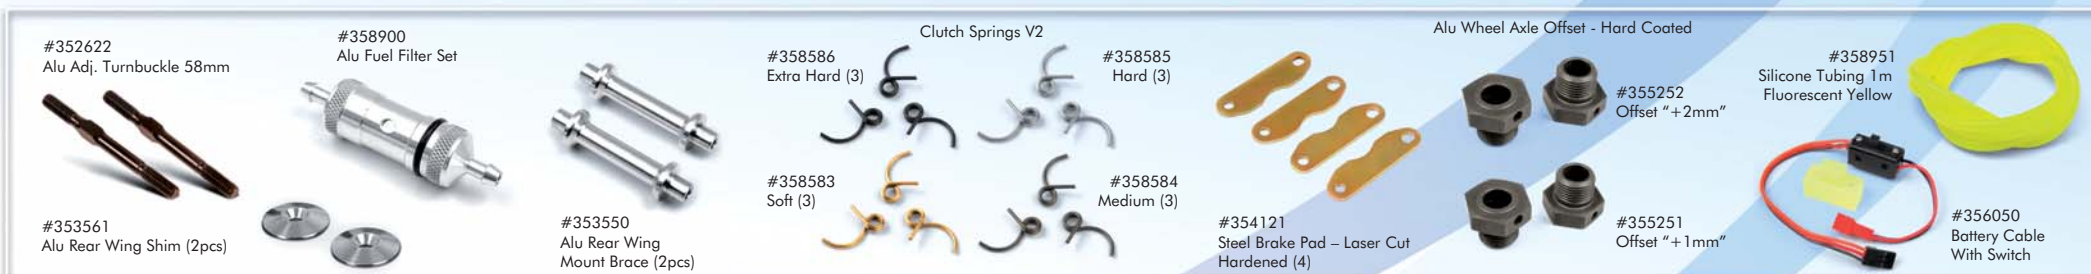 #352622
Alu Adj. Turnbuckle 58mm
#353561
Alu Rear Wing Shim (2pcs)
#358900
Alu Fuel Filter Set
#353550
Alu Rear Wing
Mount Brace (2pcs)
Clutch Springs V2
#358586
Extra Hard (3)
#358585
Hard (3)
#358583
Soft (3)
#358584
Medium (3)
#354121
Steel Brake Pad – Laser Cut
Hardened (4)
Alu Wheel Axle Offset - Hard Coated
#355252
Offset “+2mm”
#355251
Offset “+1mm”
#358951
Silicone Tubing 1m
Fluorescent Yellow
#356050
Battery Cable
With Switch